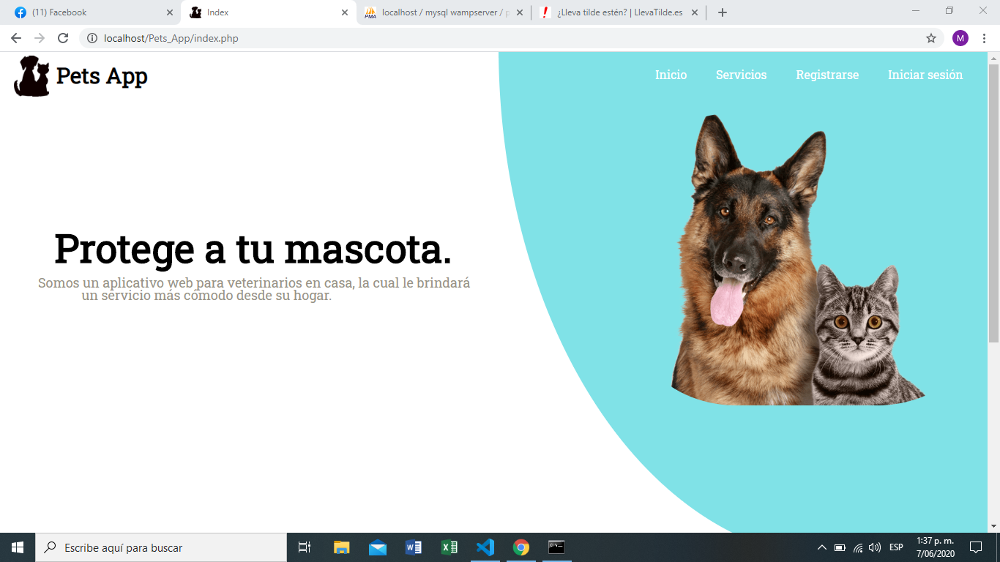 (11) Facebook
Index
localhost / mysql wampserver / p
¿Lleva tilde estén? | LlevaTilde.es
localhost/Pets_App/index.php
M
Pets App
Inicio
Servicios
Registrarse
Iniciar sesión
Protege a tu mascota.
Somos un aplicativo web para veterinarios en casa, la cual le brindará
un servicio más cómodo desde su hogar.
Escribe aquí para buscar
ESP
1:37 p. m.
7/06/2020